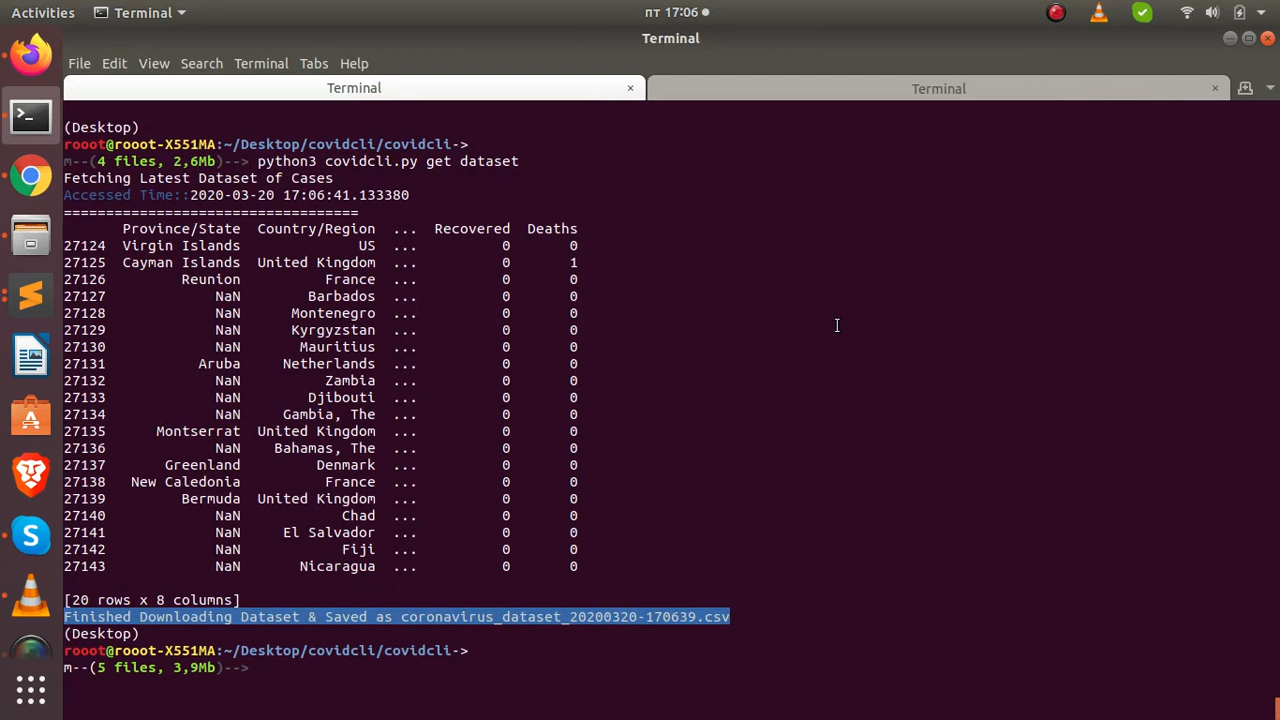 Activities Terminal пт 17:06
Terminal
File Edit View Search Terminal Tabs Help
Terminal × Terminal ×
(Desktop)
rooot@rooot-X551MA:~/Desktop/covidcli/covidcli->
m--(4 files, 2,6Mb)--> python3 covidcli.py get dataset
Fetching Latest Dataset of Cases
Accessed Time::2020-03-20 17:06:41.133380
===================================
Province/State Country/Region ... Recovered Deaths
27124 Virgin Islands US ... 0 0
27125 Cayman Islands United Kingdom ... 0 1
27126 Reunion France ... 0 0
27127 NaN Barbados ... 0 0
27128 NaN Montenegro ... 0 0
27129 NaN Kyrgyzstan ... 0 0
27130 NaN Mauritius ... 0 0
27131 Aruba Netherlands ... 0 0
27132 NaN Zambia ... 0 0
27133 NaN Djibouti ... 0 0
27134 NaN Gambia, The ... 0 0
27135 Montserrat United Kingdom ... 0 0
27136 NaN Bahamas, The ... 0 0
27137 Greenland Denmark ... 0 0
27138 New Caledonia France ... 0 0
27139 Bermuda United Kingdom ... 0 0
27140 NaN Chad ... 0 0
27141 NaN El Salvador ... 0 0
27142 NaN Fiji ... 0 0
27143 NaN Nicaragua ... 0 0
[20 rows x 8 columns]
Finished Downloading Dataset & Saved as coronavirus_dataset_20200320-170639.csv
(Desktop)
rooot@rooot-X551MA:~/Desktop/covidcli/covidcli->
m--(5 files, 3,9Mb)-->